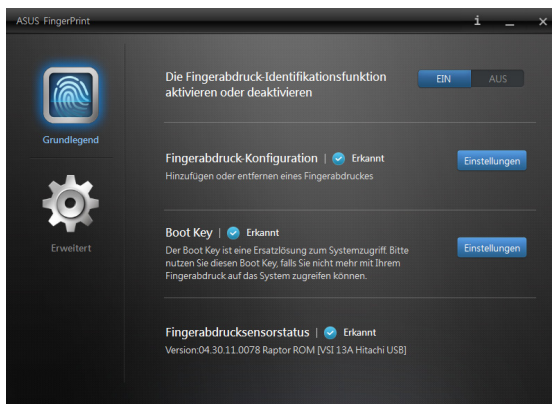 ASUS FingerPrint
Grundlegend
Erweitert
Die Fingerabdruck-Identifikationsfunktion
aktivieren oder deaktivieren
EIN AUS
Fingerabdruck-Konfiguration | Erkannt
Hinzufügen oder entfernen eines Fingerabdruckes
Einstellungen
Boot Key | Erkannt
Der Boot Key ist eine Ersatzlösung zum Systemzugriff. Bitte
nutzen Sie diesen Boot Key, falls Sie nicht mehr mit Ihrem
Fingerabdruck auf das System zugreifen können.
Einstellungen
Fingerabdrucksensorstatus | Erkannt
Version:04.30.11.0078 Raptor ROM [VSI 13A Hitachi USB]